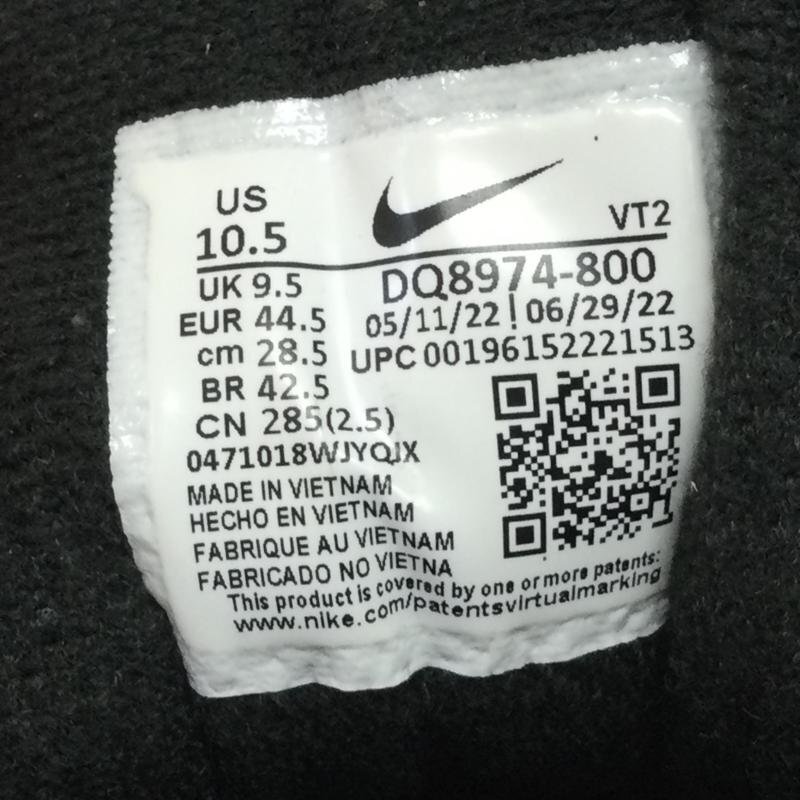 US
10.5
VT2
UK 9.5
DQ8974-800
EUR 44.5
05/11/22 | 06/29/22
cm 28.5
UPC 00196152221513
BR 42.5
CN 285(2.5)
0471018WJYQJX
MADE IN VIETNAM
HECHO EN VIETNAM
FABRIQUE AU VIETNAM
FABRICADO NO VIETNA
This product is covered by one or more patents:
www.nike.com/patentsvirtualmarking